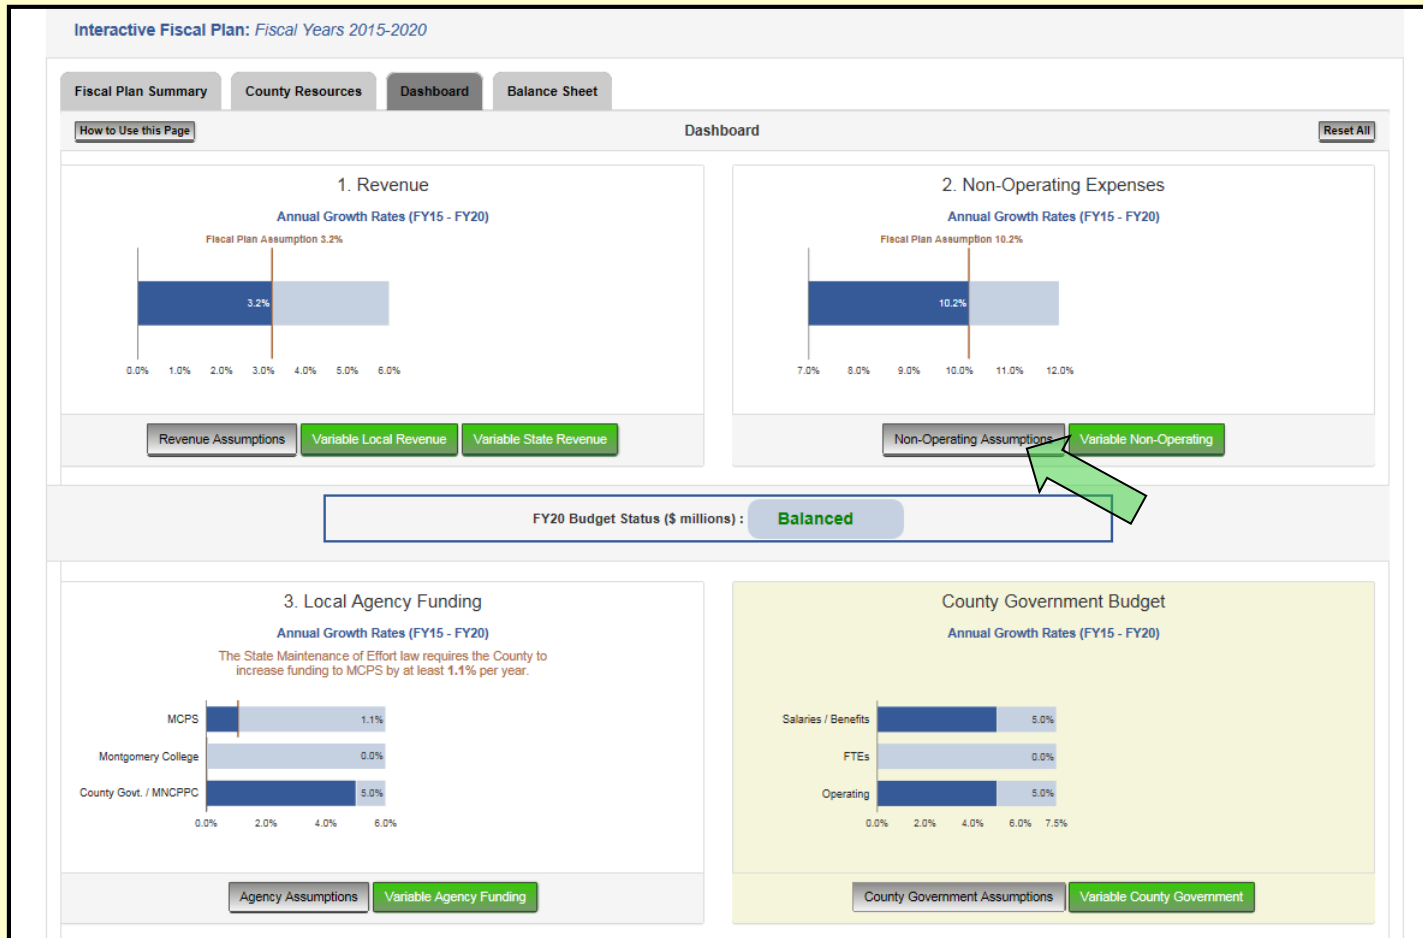 Interactive Fiscal Plan: Fiscal Years 2015-2020
Fiscal Plan Summary County Resources Dashboard Balance Sheet
How to Use this Page Dashboard Reset All
1. Revenue
Annual Growth Rates (FY15 - FY20)
Fiscal Plan Assumption 3.2%
3.2%
0.0% 1.0% 2.0% 3.0% 4.0% 5.0% 6.0%
Revenue Assumptions Variable Local Revenue Variable State Revenue
2. Non-Operating Expenses
Annual Growth Rates (FY15 - FY20)
Fiscal Plan Assumption 10.2%
10.2%
7.0% 8.0% 9.0% 10.0% 11.0% 12.0%
Non-Operating Assumptions Variable Non-Operating
FY20 Budget Status ($ millions) : Balanced
3. Local Agency Funding
Annual Growth Rates (FY15 - FY20)
The State Maintenance of Effort law requires the County to
increase funding to MCPS by at least 1.1% per year.
MCPS 1.1%
Montgomery College 0.0%
County Govt. / MNCPPC 5.0%
0.0% 2.0% 4.0% 6.0%
Agency Assumptions Variable Agency Funding
County Government Budget
Annual Growth Rates (FY15 - FY20)
Salaries / Benefits 5.0%
FTEs 0.0%
Operating 5.0%
0.0% 2.0% 4.0% 6.0% 7.5%
County Government Assumptions Variable County Government